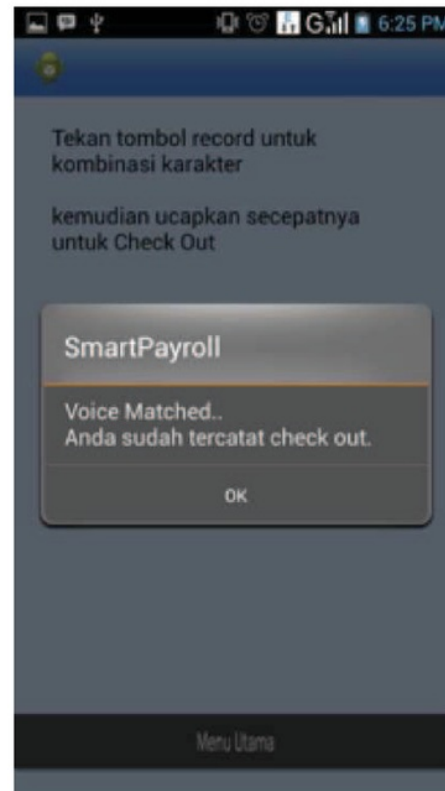 G 6:25 PM
Tekan tombol record untuk
kombinasi karakter
kemudian ucapkan secepatnya
untuk Check Out
SmartPayroll
Voice Matched..
Anda sudah tercatat check out.
OK
Menu Utama